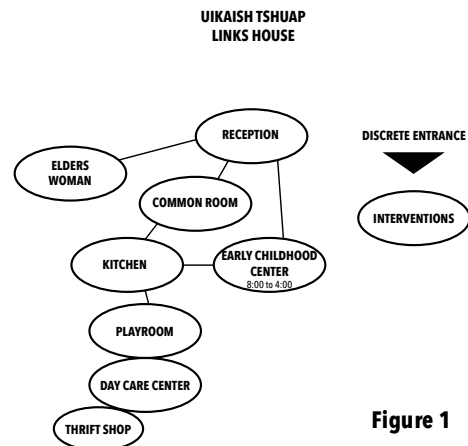 UIKAISH TSHUAP
LINKS HOUSE
RECEPTION
DISCRETE ENTRANCE
ELDERS
WOMAN
COMMON ROOM
INTERVENTIONS
KITCHEN
EARLY CHILDHOOD
CENTER
8:00 to 4:00
PLAYROOM
DAY CARE CENTER
THRIFT SHOP
Figure 1